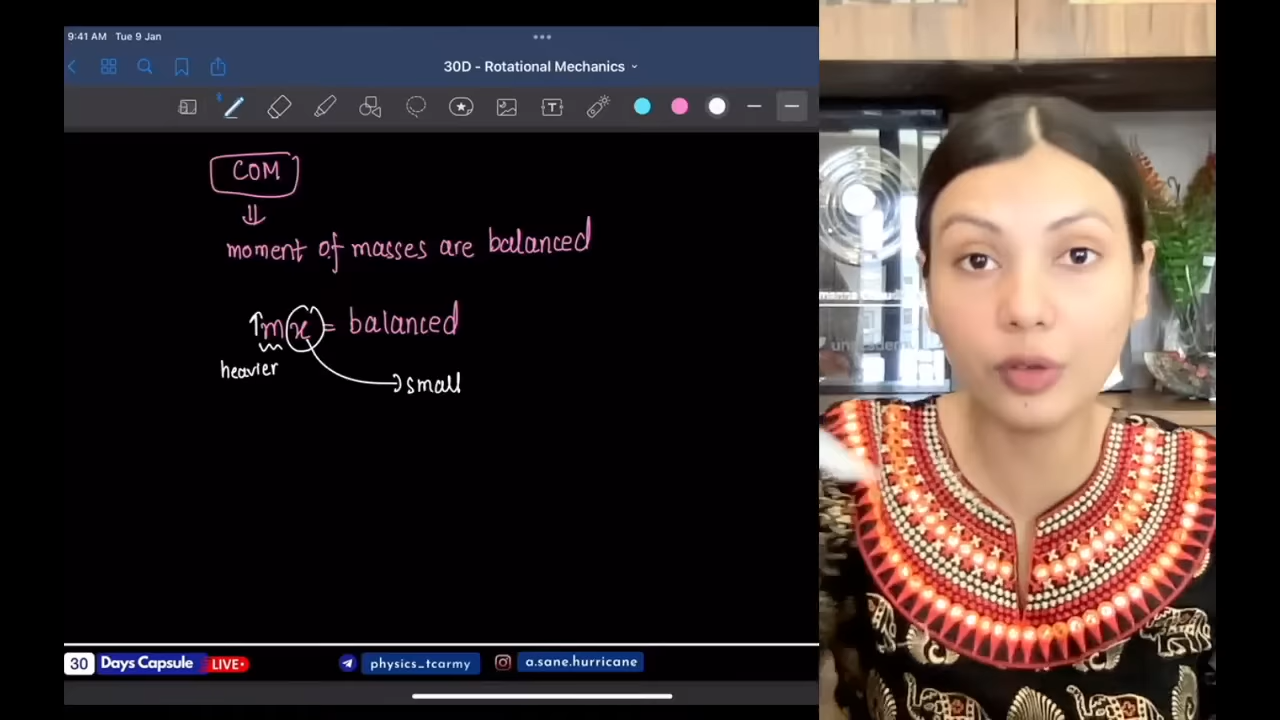 9:41 AM Tue 9 Jan
30D - Rotational Mechanics
T
COM
moment of masses are balanced
↑mx = balanced
heavier
small
30 Days Capsule LIVE
physics_tcarmy
a.sane.hurricane